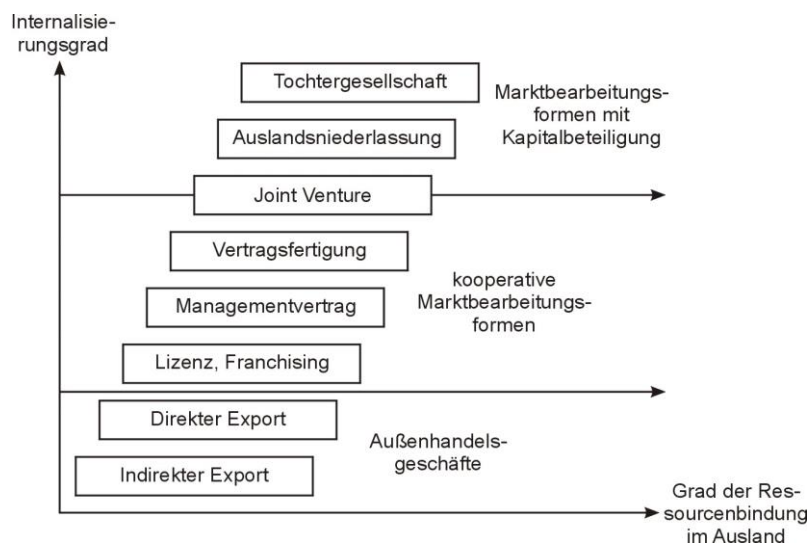 Internalisie-
rungsgrad
Tochtergesellschaft
Marktbearbeitungs-
formen mit
Kapitalbeteiligung
Auslandsniederlassung
Joint Venture
Vertragsfertigung
kooperative
Marktbearbeitungs-
formen
Managementvertrag
Lizenz, Franchising
Direkter Export
Außenhandels-
geschäfte
Indirekter Export
Grad der Res-
sourcenbindung
im Ausland